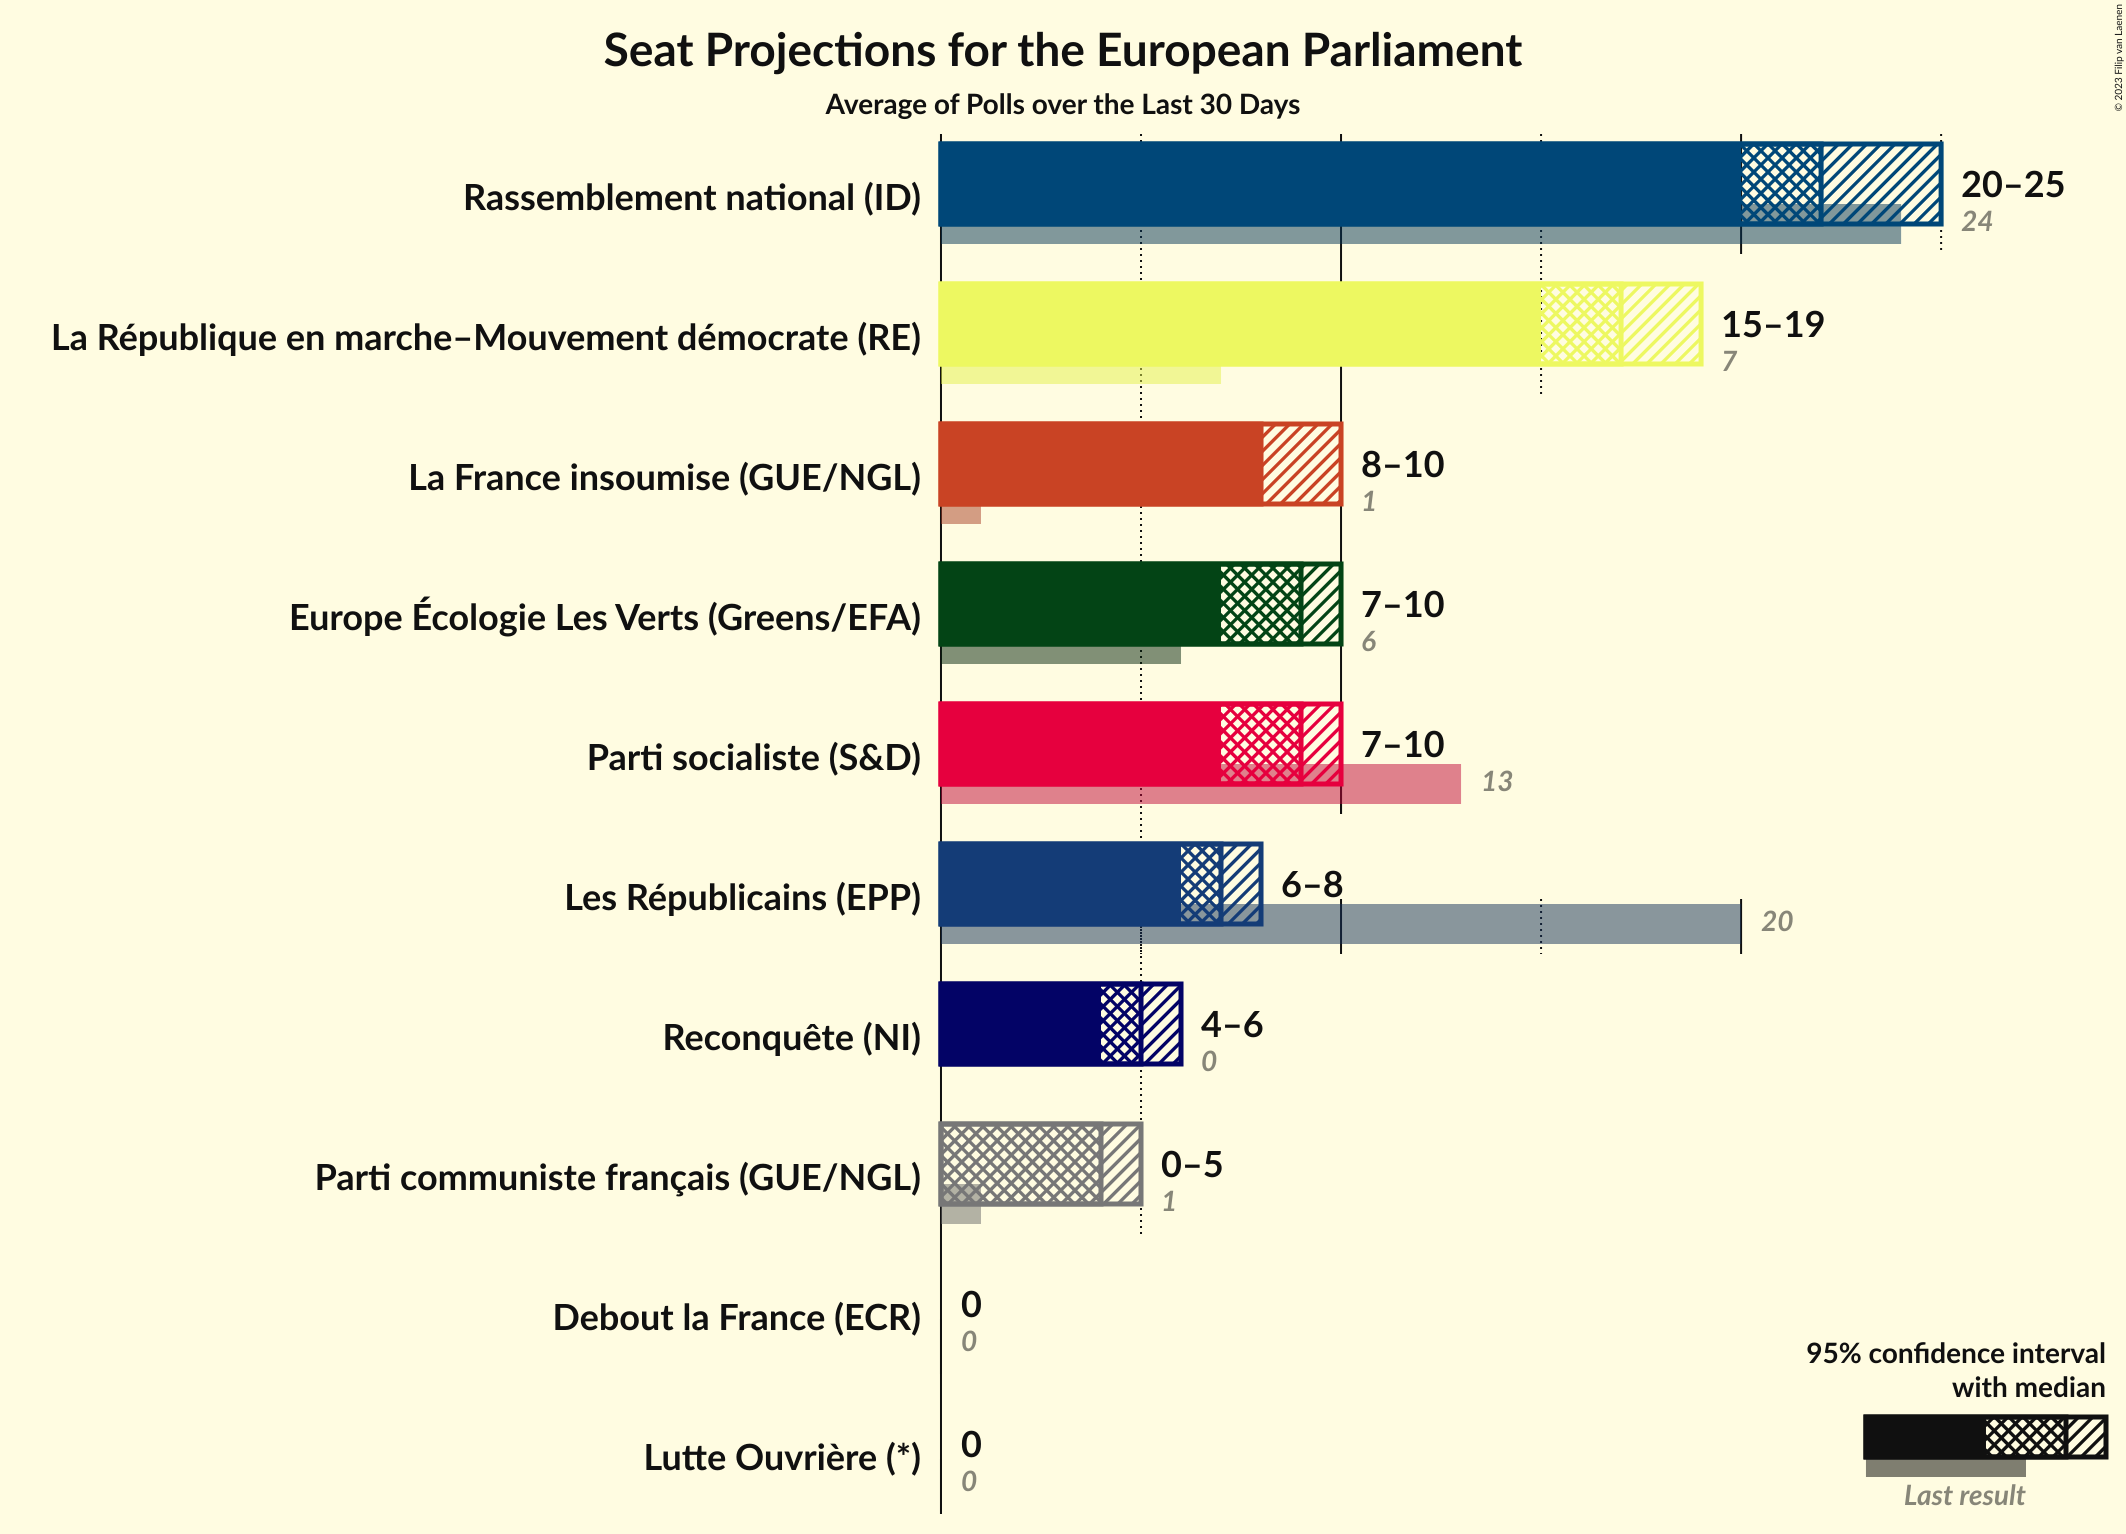 Seat Projections for the European Parliament
Average of Polls over the Last 30 Days
© 2023 Filip van Laenen
Rassemblement national (ID)
20–25
24
La République en marche–Mouvement démocrate (RE)
15–19
7
La France insoumise (GUE/NGL)
8–10
1
Europe Écologie Les Verts (Greens/EFA)
7–10
6
Parti socialiste (S&D)
7–10
13
Les Républicains (EPP)
6–8
20
Reconquête (NI)
4–6
0
Parti communiste français (GUE/NGL)
0–5
1
Debout la France (ECR)
0
0
Lutte Ouvrière (*)
0
0
95% confidence interval
with median
Last result